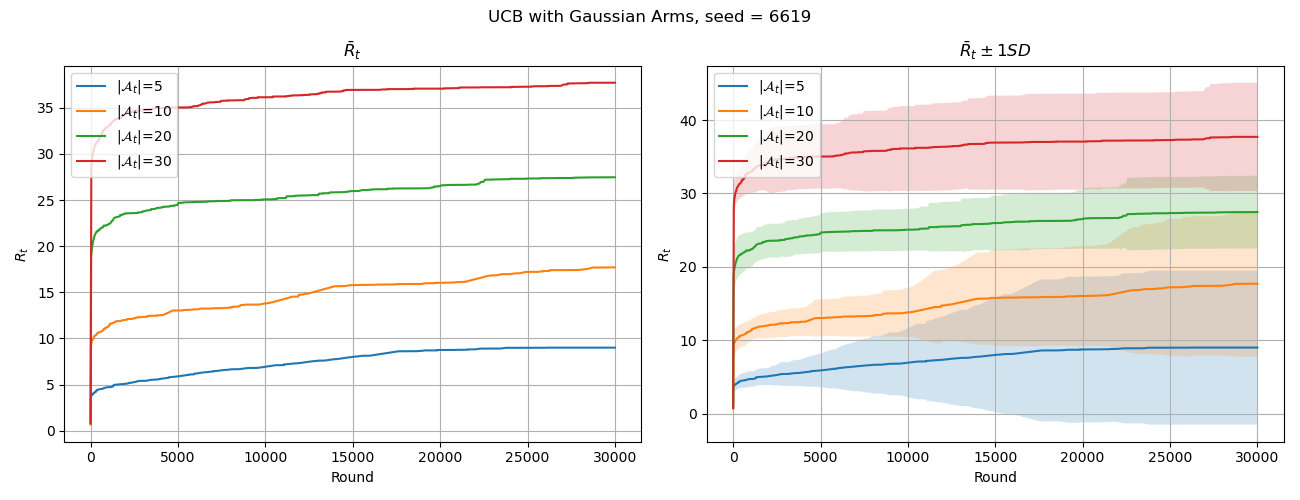 UCB with Gaussian Arms, seed = 6619
R̄ₜ
R̄ₜ ± 1SD
Rₜ
35
30
25
20
15
10
5
0
|𝒜ₜ|=5
|𝒜ₜ|=10
|𝒜ₜ|=20
|𝒜ₜ|=30
0 5000 10000 15000 20000 25000 30000
Round
Rₜ
40
30
20
10
0
|𝒜ₜ|=5
|𝒜ₜ|=10
|𝒜ₜ|=20
|𝒜ₜ|=30
0 5000 10000 15000 20000 25000 30000
Round